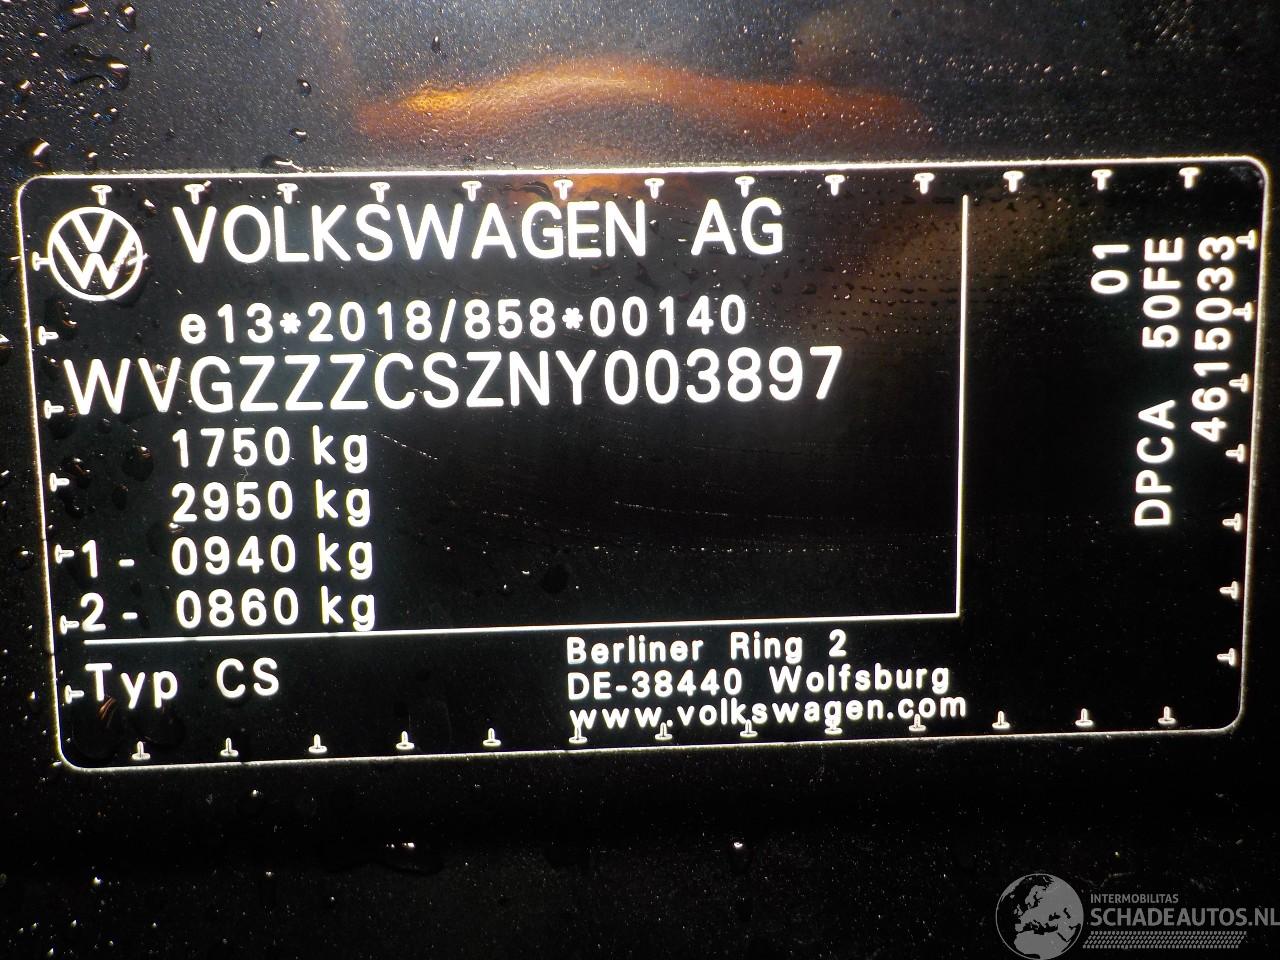 VOLKSWAGEN AG
e13*2018/858*00140
WVGZZZCSZNY003897
1750 kg
2950 kg
1 - 0940 kg
2 - 0860 kg
Typ CS
Berliner Ring 2
DE-38440 Wolfsburg
www.volkswagen.com
01
DPCA 50FE
4615033
INTERMOBILITAS
SCHADEAUTOS.NL